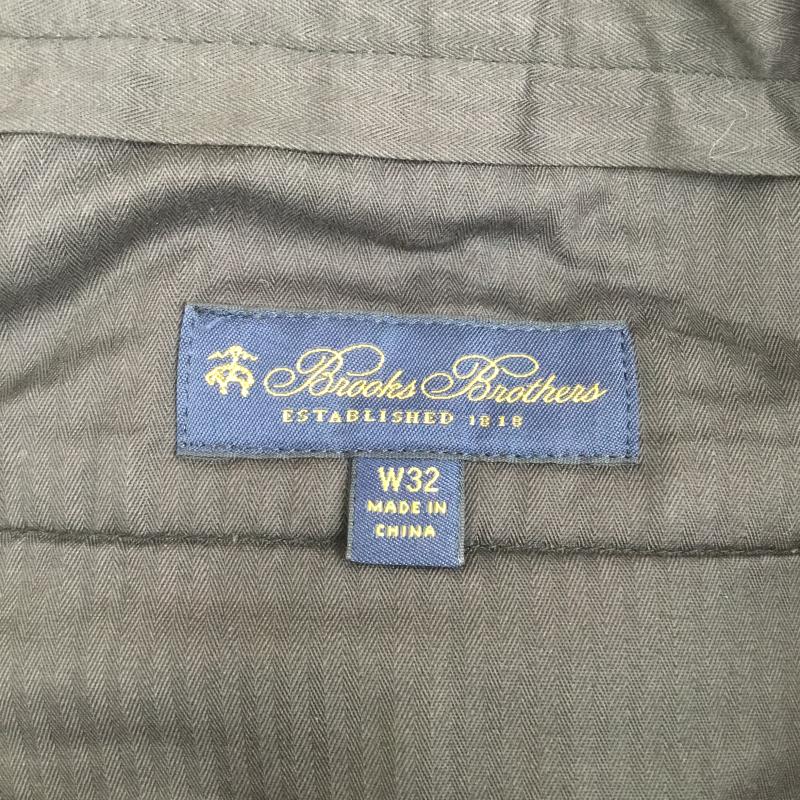 Brooks Brothers
ESTABLISHED 1818
W32
MADE IN
CHINA